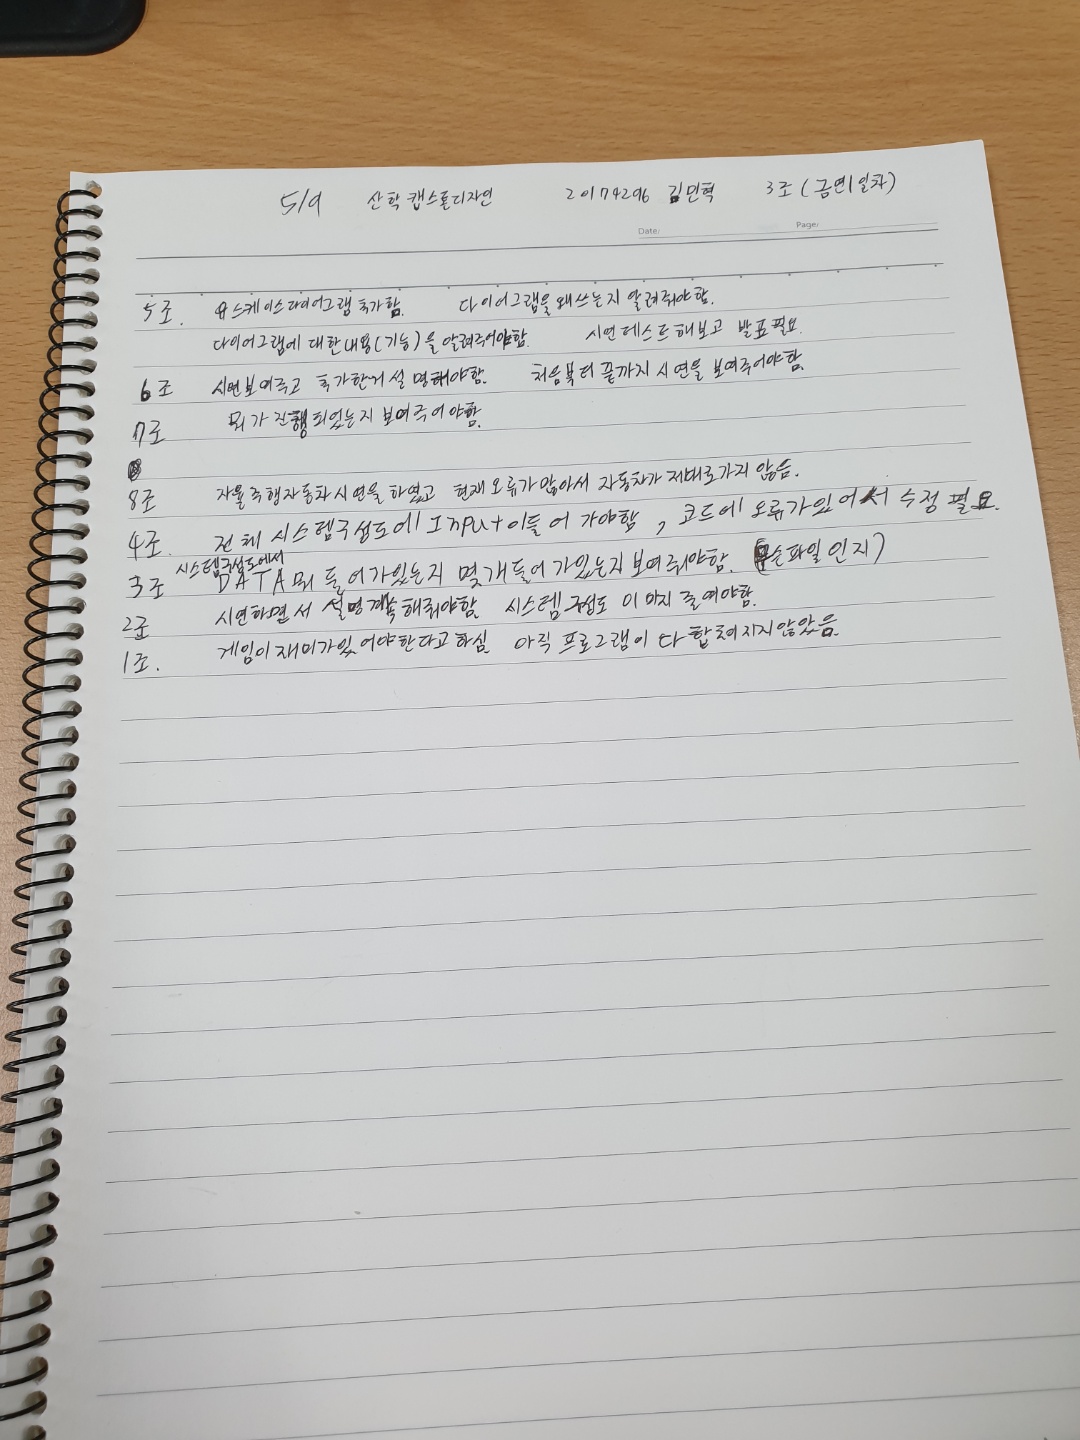 5/9 산학캡스톤디자인 20174296 김민혁 3조(금연1일차)
Date: Page:
5조. 유스케이스다이어그램 추가함. 다이어그램을 왜쓰는지 알려줘야함.
다이어그램에 대한내용(기능)을 알려주어야함. 시연테스트해보고 발표필요.
6조 시연보여주고 추가한거 설명해야함. 처음부터 끝까지 시연을 보여주어야함.
7조 뭐가 진행되었는지 보여주어야함.
8조 자율주행자동차시연을 하였고 현재오류가많아서 자동차가제대로가지 않음.
4조. 전체 시스템구성도에 Input이들어가야함, 코드에 오류가있어서 수정필요.
시스템구성도에서
3조 DATA뭐 들어가있는지 몇개들어가있는지보여줘야함. 순파일인지?
2조 시연하면서 설명계속해줘야함. 시스템구성도 이미지 줄여야함.
1조. 게임이재미가있어야한다고하심. 아직프로그램이 다합쳐지지않았음.